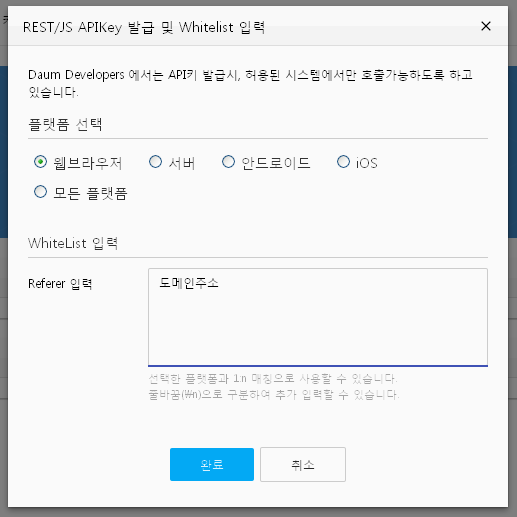 REST/JS APIKey 발급 및 Whitelist 입력
Daum Developers 에서는 API키 발급시, 허용된 시스템에서만 호출가능하도록 하고
있습니다.
플랫폼 선택
웹브라우저 서버 안드로이드 iOS
모든 플랫폼
WhiteList 입력
Referer 입력 도메인주소
선택한 플랫폼과 1:n 매칭으로 사용할 수 있습니다.
줄바꿈(₩n)으로 구분하여 추가 입력할 수 있습니다.
완료 취소